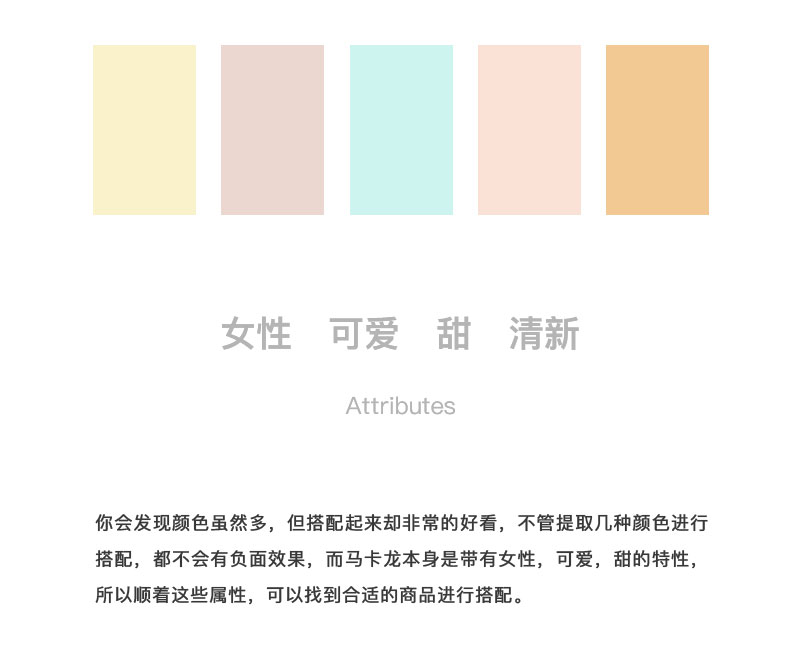 女性 可爱 甜 清新
Attributes
你会发现颜色虽然多，但搭配起来却非常的好看，不管提取几种颜色进行
搭配，都不会有负面效果，而马卡龙本身是带有女性，可爱，甜的特性，
所以顺着这些属性，可以找到合适的商品进行搭配。